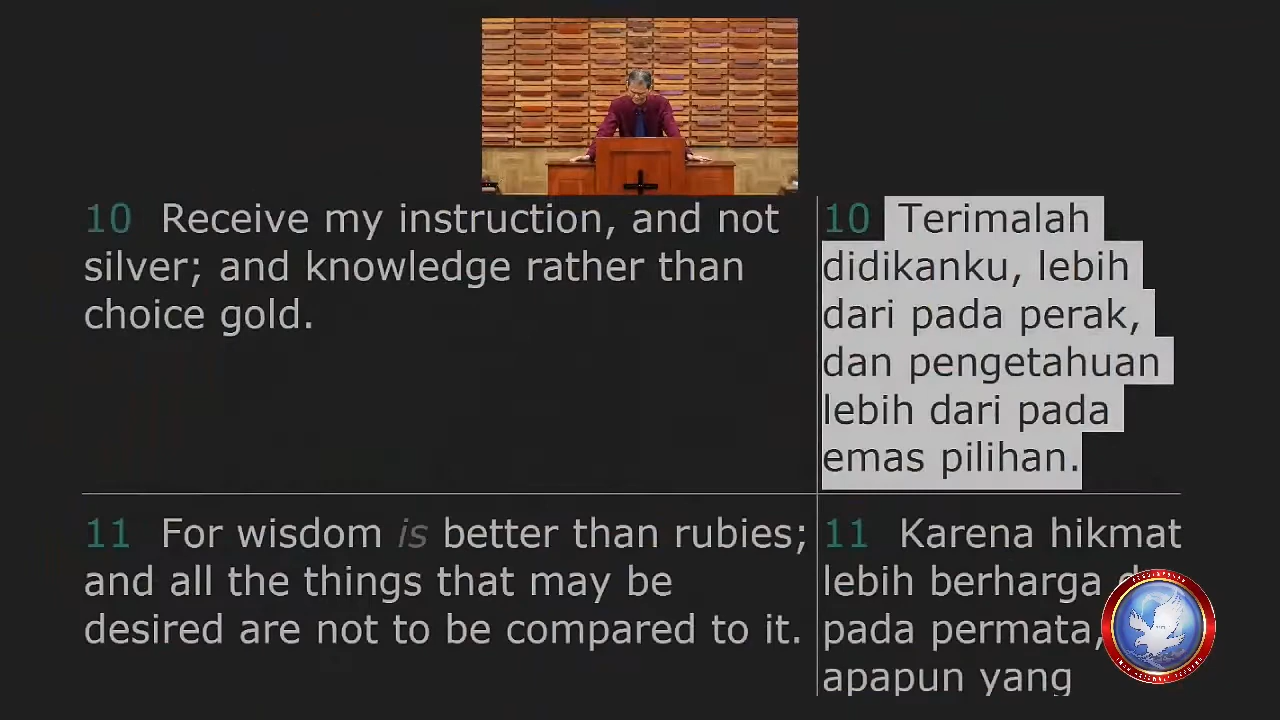 10 Receive my instruction, and not
silver; and knowledge rather than
choice gold.
10 Terimalah
didikanku, lebih
dari pada perak,
dan pengetahuan
lebih dari pada
emas pilihan.
11 For wisdom is better than rubies;
and all the things that may be
desired are not to be compared to it.
11 Karena hikmat
lebih berharga
pada permata,
apapun yang